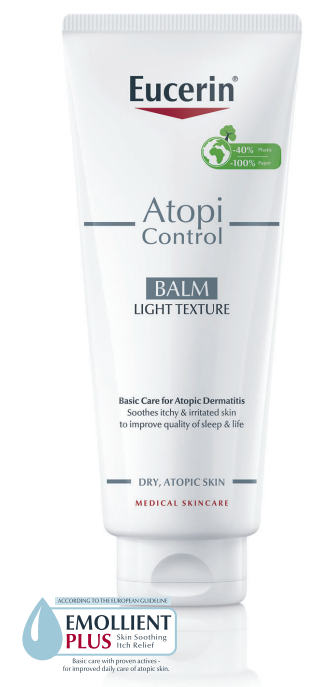 Eucerin®
-40% Plastic
-100% Paper
Atopi
Control
BALM
LIGHT TEXTURE
Basic Care for Atopic Dermatitis
Soothes itchy & irritated skin
to improve quality of sleep & life
DRY, ATOPIC SKIN
MEDICAL SKINCARE
ACCORDING TO THE EUROPEAN GUIDELINE
EMOLLIENT
PLUS Skin Soothing
Itch Relief
Basic care with proven actives -
for improved daily care of atopic skin.